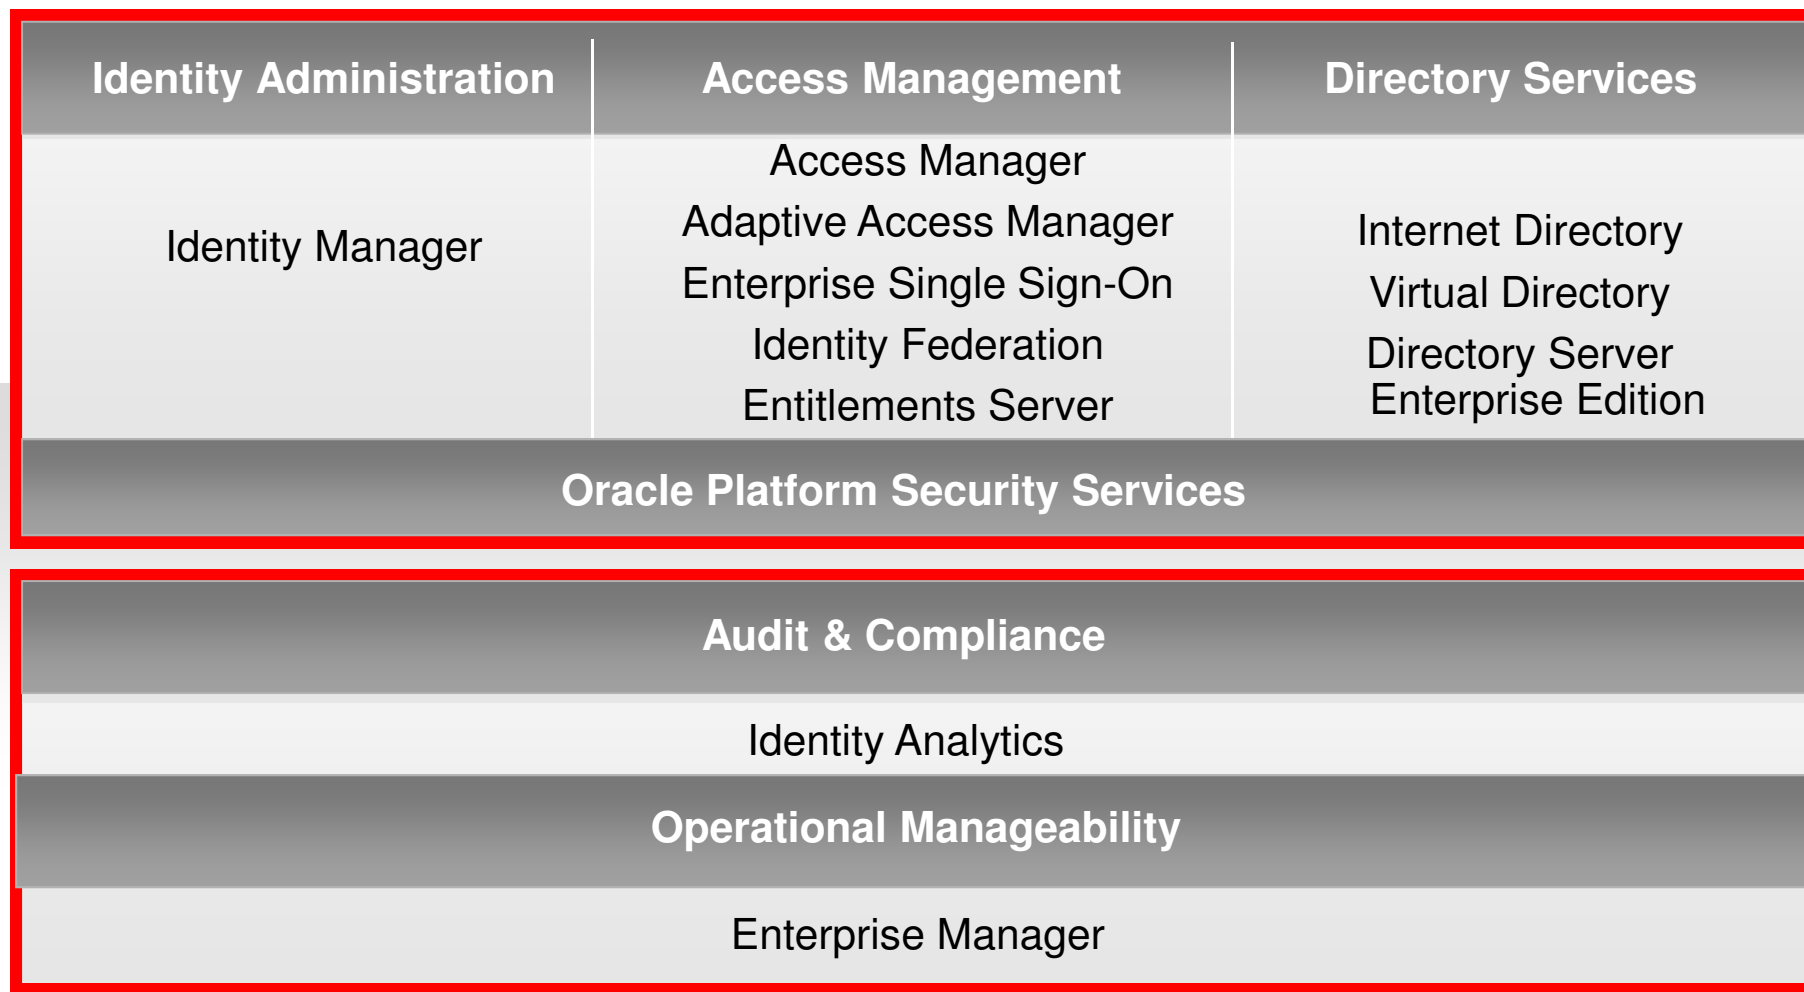 Identity Administration
Access Management
Directory Services
Identity Manager
Access Manager
Adaptive Access Manager
Enterprise Single Sign-On
Identity Federation
Entitlements Server
Internet Directory
Virtual Directory
Directory Server
Enterprise Edition
Oracle Platform Security Services
Audit & Compliance
Identity Analytics
Operational Manageability
Enterprise Manager